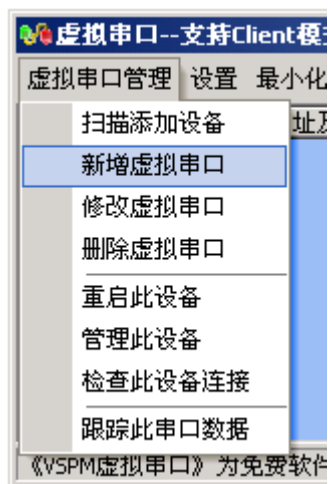 虚拟串口--支持Client模
虚拟串口管理 设置 最小化
扫描添加设备
址及
新增虚拟串口
修改虚拟串口
删除虚拟串口
重启此设备
管理此设备
检查此设备连接
跟踪此串口数据
《VSPM虚拟串口》为免费软件